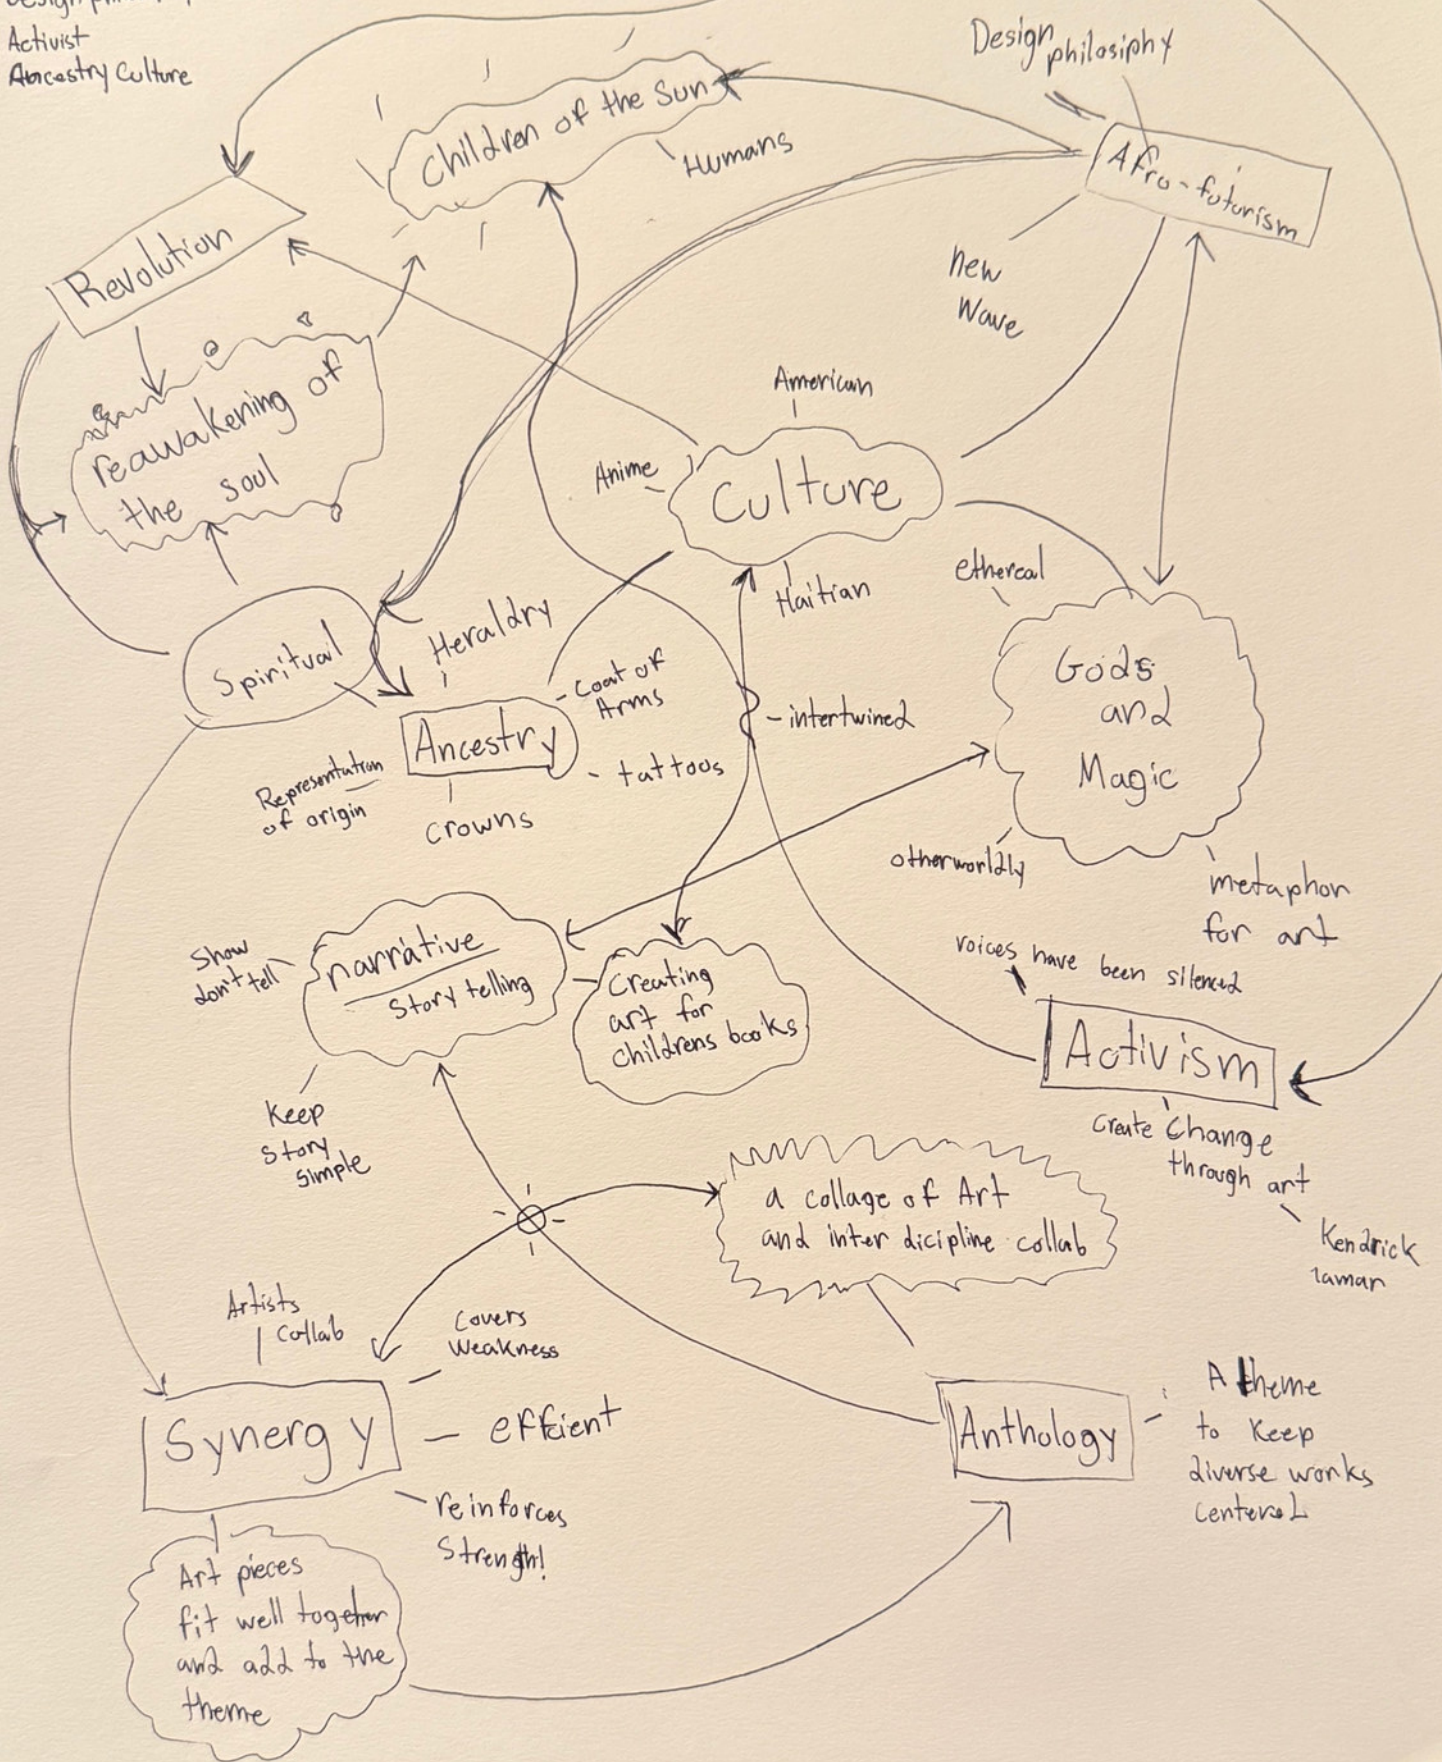 Activist
Ancestry Culture
Design
philosiphy
Children of the Sun
Humans
Afro-futurism
new
wave
Revolution
reawakening of
the soul
American
Anime
Culture
Haitian
ethereal
Spiritual
Heraldry
Coat of
Arms
Ancestry
tattoos
Representation
of origin
Crowns
intertwined
Gods
and
Magic
otherworldly
metaphor
for art
Show
don't tell
narrative
Story telling
Creating
art for
childrens books
Keep
story
simple
voices have been silenced
Activism
Create Change
through art
Kendrick
lamar
a collage of Art
and inter dicipline collab
Artists
Collab
Covers
Weakness
Synergy
efficient
reinforces
Strength!
Anthology
A theme
to keep
diverse works
centered
Art pieces
fit well together
and add to the
theme